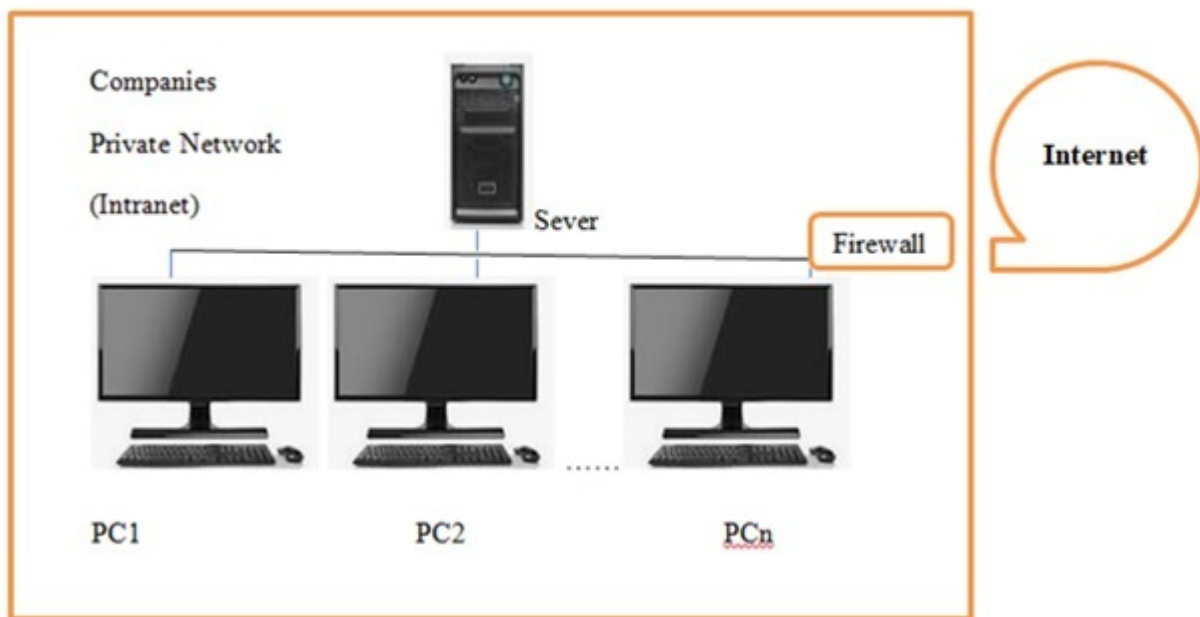 Companies
Private Network
(Intranet)
Sever
Firewall
Internet
......
PC1
PC2
PCn